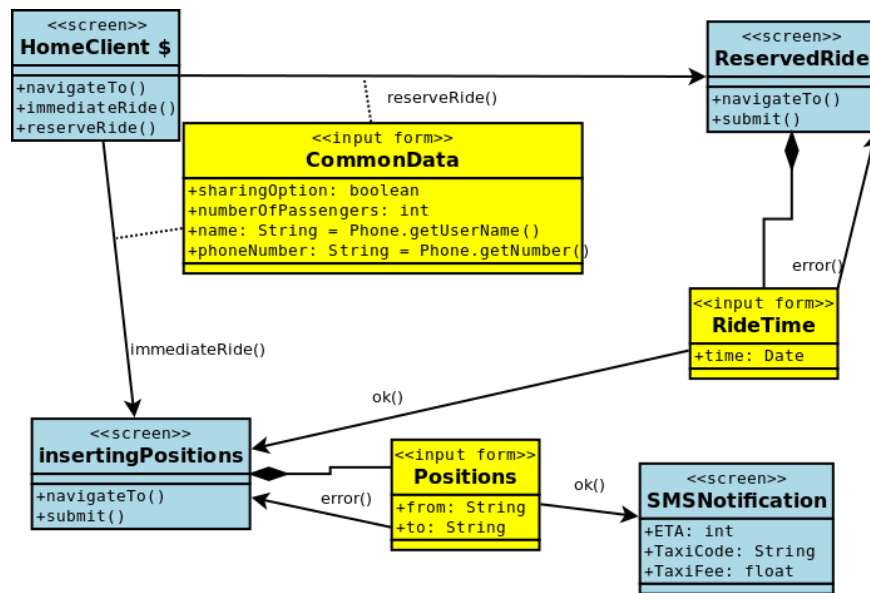 <<screen>>
HomeClient $
+navigateTo()
+immediateRide()
+reserveRide()
<<screen>>
ReservedRide
+navigateTo()
+submit()
reserveRide()
<<input form>>
CommonData
+sharingOption: boolean
+numberOfPassengers: int
+name: String = Phone.getUserName()
+phoneNumber: String = Phone.getNumber()
error()
<<input form>>
RideTime
+time: Date
immediateRide()
ok()
<<screen>>
insertingPositions
+navigateTo()
+submit()
error()
<<input form>>
Positions
+from: String
+to: String
ok()
<<screen>>
SMSNotification
+ETA: int
+TaxiCode: String
+TaxiFee: float